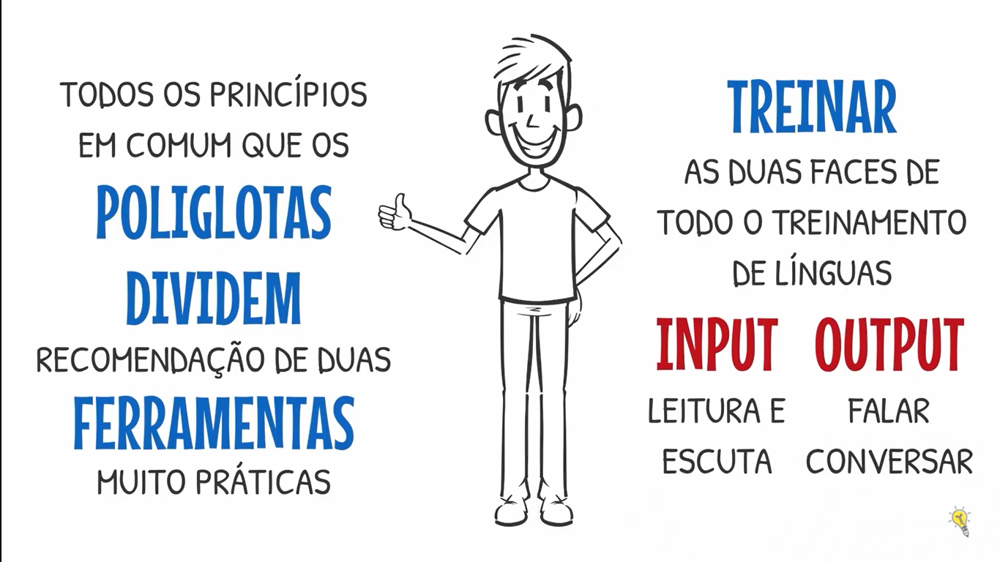 TODOS OS PRINCÍPIOS
EM COMUM QUE OS
POLIGLOTAS
DIVIDEM
RECOMENDAÇÃO DE DUAS
FERRAMENTAS
MUITO PRÁTICAS
TREINAR
AS DUAS FACES DE
TODO O TREINAMENTO
DE LÍNGUAS
INPUT OUTPUT
LEITURA E FALAR
ESCUTA CONVERSAR